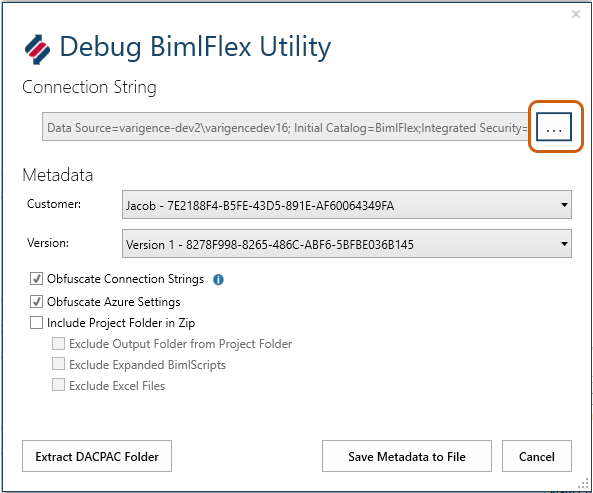 Debug BimlFlex Utility
Connection String
Data Source=varigence-dev2\varigencedev16; Initial Catalog=BimlFlex;Integrated Security=
...
Metadata
Customer:
Jacob - 7E2188F4-B5FE-43D5-891E-AF60064349FA
Version:
Version 1 - 8278F998-8265-486C-ABF6-5BFBE036B145
Obfuscate Connection Strings
Obfuscate Azure Settings
Include Project Folder in Zip
Exclude Output Folder from Project Folder
Exclude Expanded BimlScripts
Exclude Excel Files
Extract DACPAC Folder
Save Metadata to File
Cancel